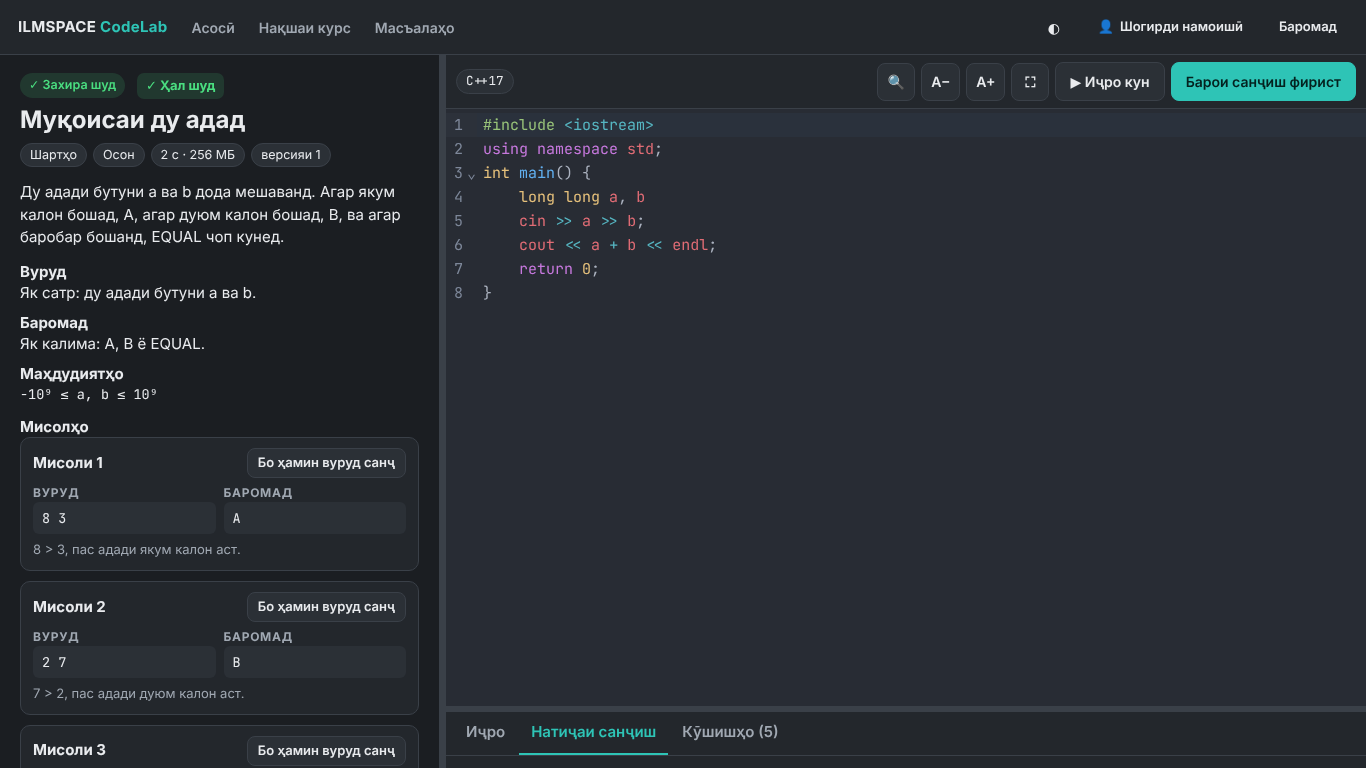 ILMSPACE CodeLab Асосӣ Нақшаи курс Масъалаҳо Шогирди намоишӣ Баромад
✓ Захира шуд ✓ Ҳал шуд
Муқоисаи ду адад
Шартҳо Осон 2 с · 256 МБ версияи 1
Ду адади бутуни a ва b дода мешаванд. Агар якум
калон бошад, A, агар дуюм калон бошад, B, ва агар
баробар бошанд, EQUAL чоп кунед.
Вуруд
Як сатр: ду адади бутуни a ва b.
Баромад
Як калима: A, B ё EQUAL.
Маҳдудиятҳо
-10⁹ ≤ a, b ≤ 10⁹
Мисолҳо
Мисоли 1 Бо ҳамин вуруд санҷ
ВУРУД БАРОМАД
8 3 A
8 > 3, пас адади якум калон аст.
Мисоли 2 Бо ҳамин вуруд санҷ
ВУРУД БАРОМАД
2 7 B
7 > 2, пас адади дуюм калон аст.
Мисоли 3 Бо ҳамин вуруд санҷ
C++17 A− A+ ▶ Иҷро кун Барои санҷиш фирист
1 #include <iostream>
2 using namespace std;
3 int main() {
4 long long a, b
5 cin >> a >> b;
6 cout << a + b << endl;
7 return 0;
8 }
Иҷро Натиҷаи санҷиш Кӯшишҳо (5)